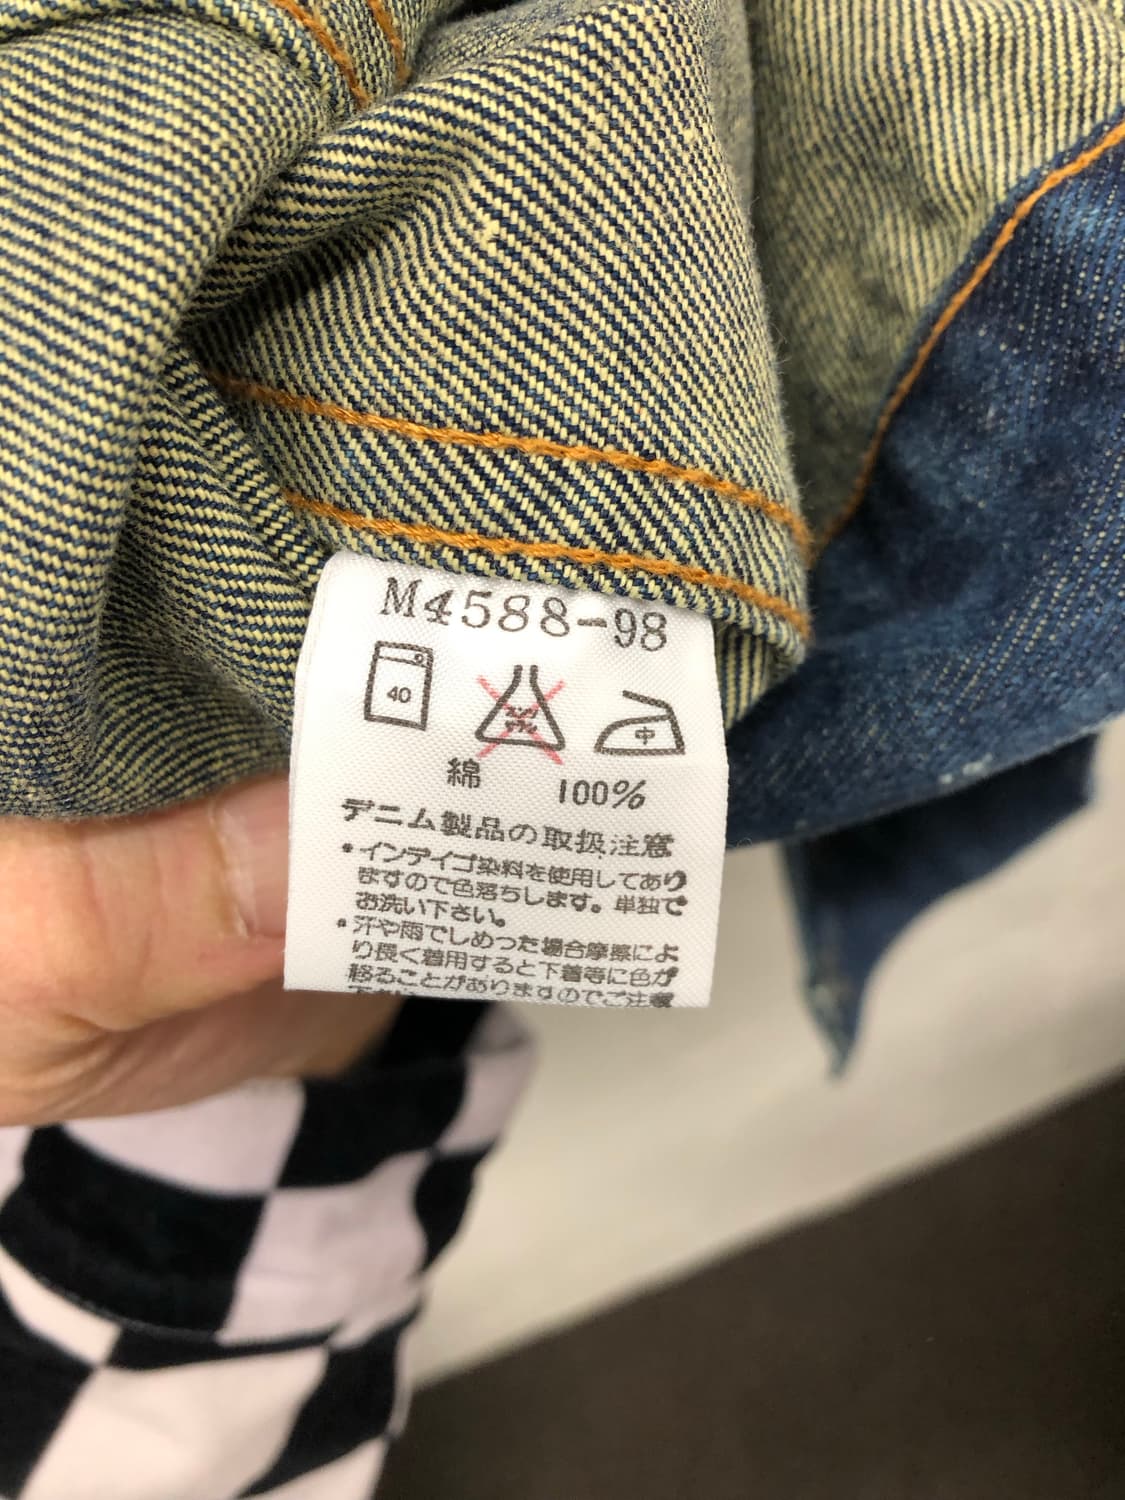 M4588-98
40
中
綿 100%
デニム製品の取扱注意
•インディゴ染料を使用してあり
ますので色落ちします。単独で
お洗い下さい。
•汗や雨でしめった場合摩擦によ
り長く着用すると下着等に色が
移ることがありますのでご注意